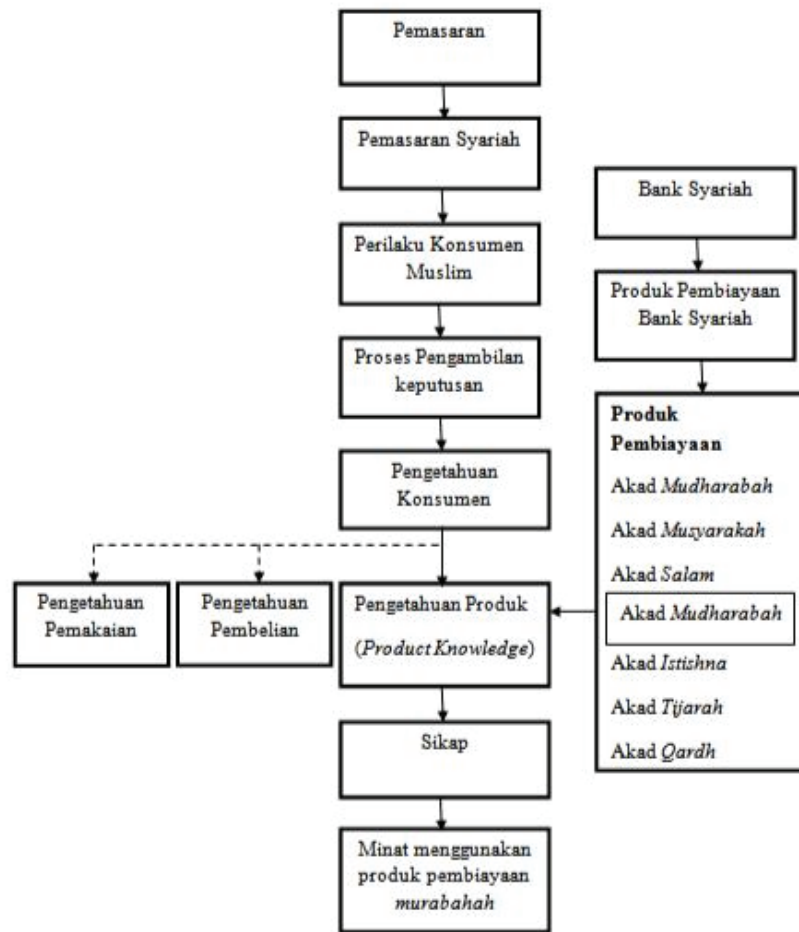 Pemasaran
Pemasaran Syariah
Perilaku Konsumen
Muslim
Proses Pengambilan
keputusan
Pengetahuan
Konsumen
Pengetahuan
Pemakaian
Pengetahuan
Pembelian
Pengetahuan Produk
(Product Knowledge)
Sikap
Minat menggunakan
produk pembiayaan
murabahah
Bank Syariah
Produk Pembiayaan
Bank Syariah
Produk
Pembiayaan
Akad Mudharabah
Akad Musyarakah
Akad Salam
Akad Mudharabah
Akad Istishna
Akad Tijarah
Akad Qardh